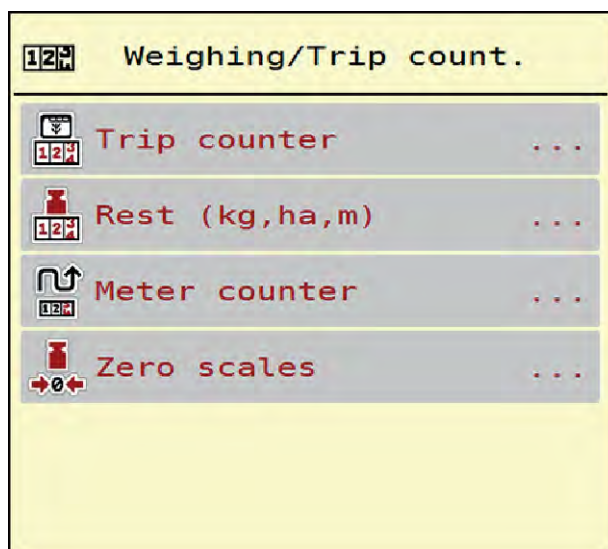 Weighing/Trip count.
Trip counter ...
Rest (kg,ha,m) ...
Meter counter ...
Zero scales ...